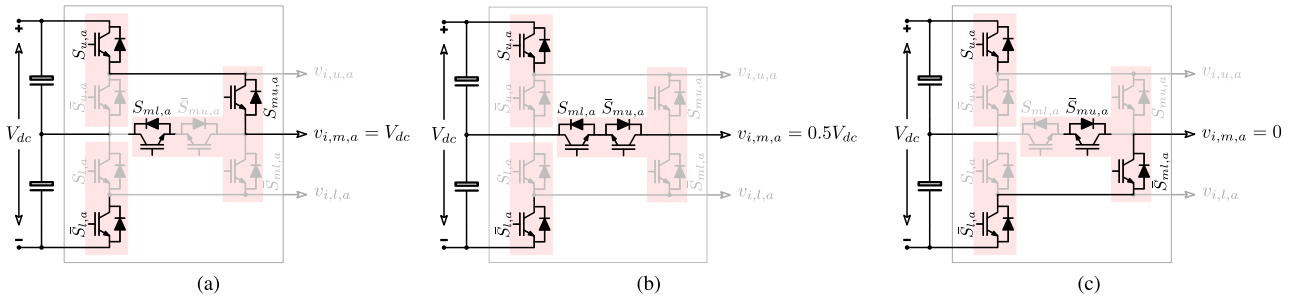 +
S_{u,a}
S̄_{u,a}
V_{dc}
S_{l,a}
S̄_{l,a}
−
S_{ml,a}
S̄_{mu,a}
S_{mu,a}
S̄_{ml,a}
v_{i,u,a}
v_{i,m,a} = V_{dc}
v_{i,l,a}
(a)
+
S_{u,a}
S̄_{u,a}
V_{dc}
S_{l,a}
S̄_{l,a}
−
S_{ml,a}
S̄_{mu,a}
S_{mu,a}
S̄_{ml,a}
v_{i,u,a}
v_{i,m,a} = 0.5V_{dc}
v_{i,l,a}
(b)
+
S_{u,a}
S̄_{u,a}
V_{dc}
S_{l,a}
S̄_{l,a}
−
S_{ml,a}
S̄_{mu,a}
S_{mu,a}
S̄_{ml,a}
v_{i,u,a}
v_{i,m,a} = 0
v_{i,l,a}
(c)